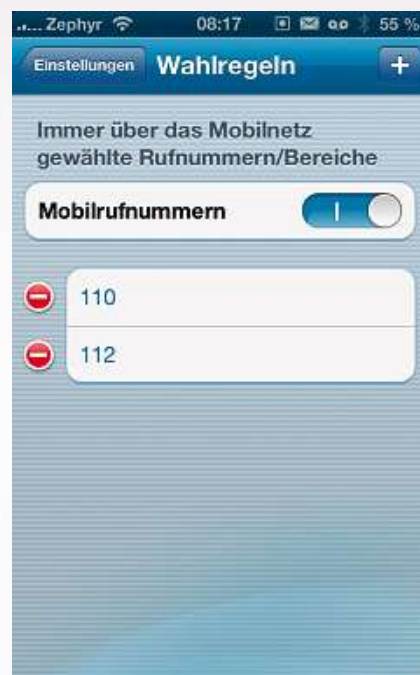 ..... Zephyr 08:17 55 %
Einstellungen Wahlregeln +
Immer über das Mobilnetz
gewählte Rufnummern/Bereiche
Mobilrufnummern
110
112